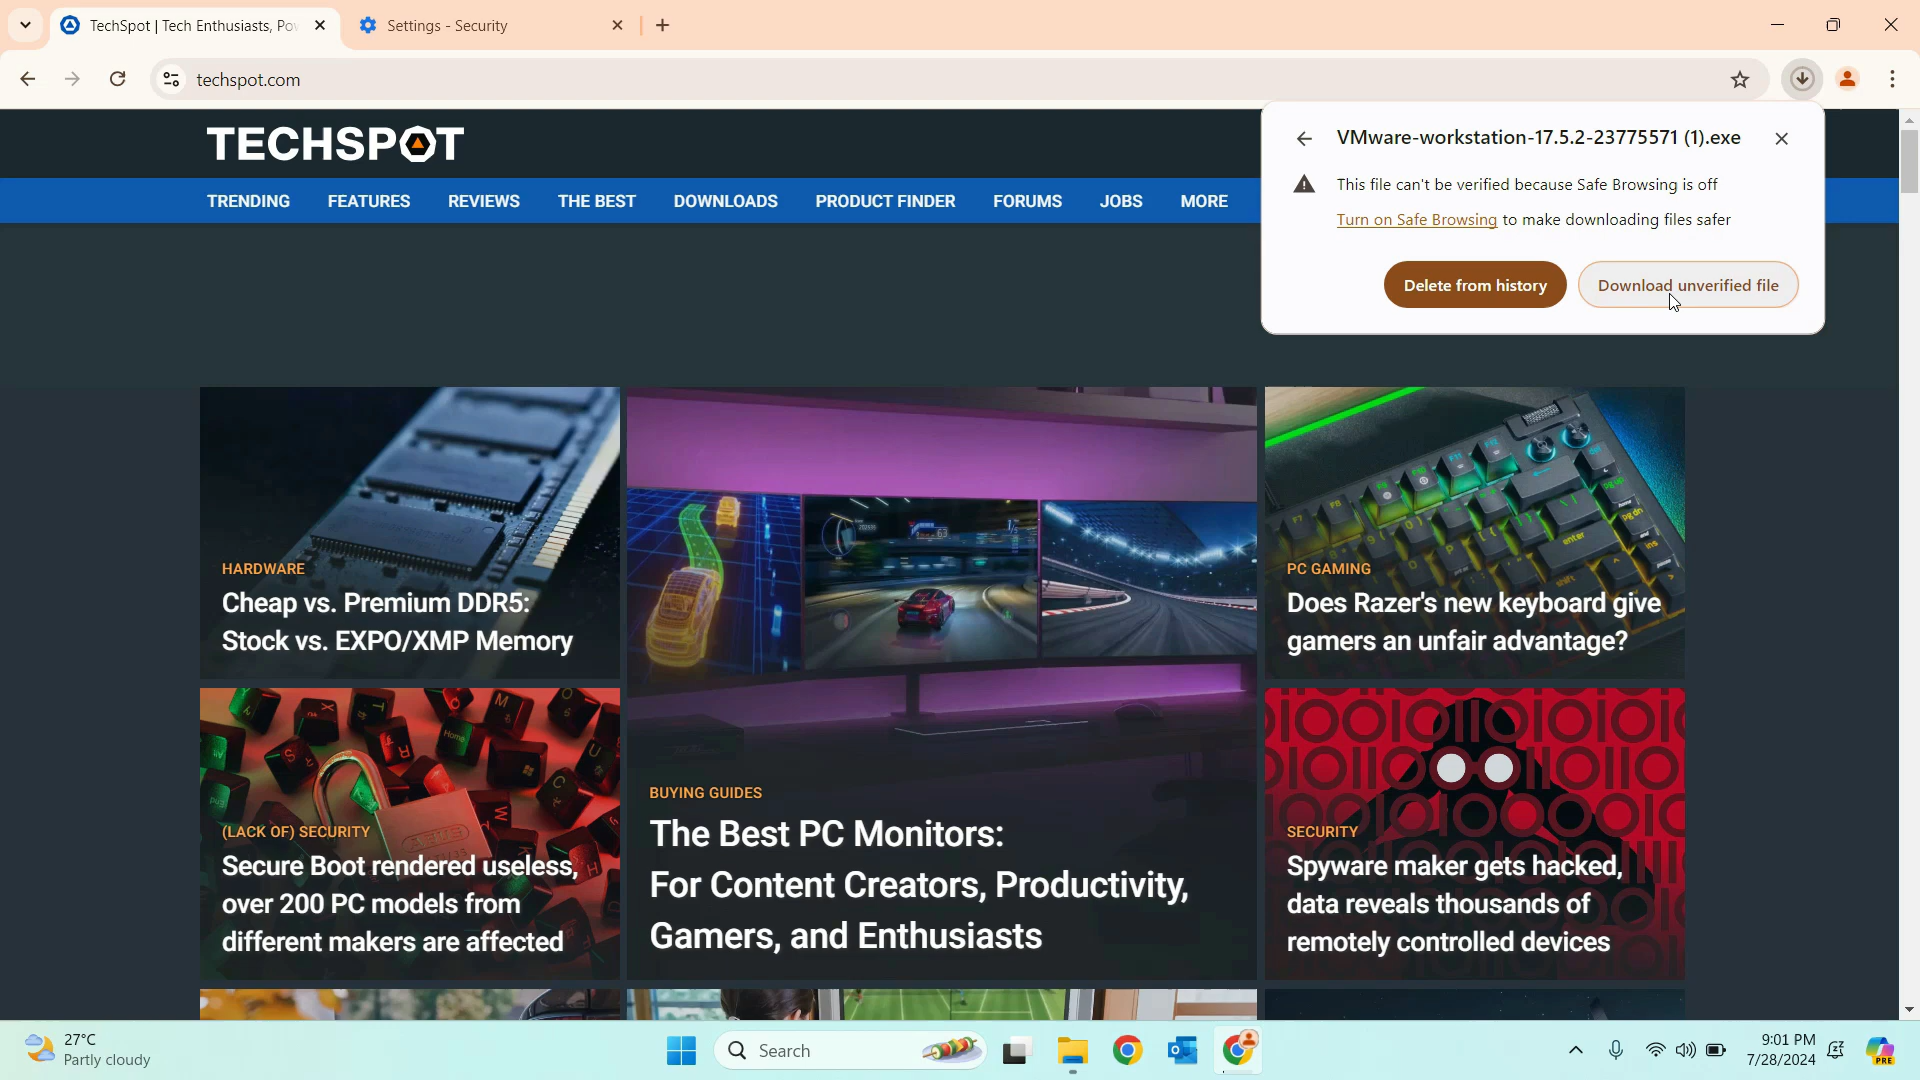 TechSpot | Tech Enthusiasts, Pov
Settings - Security
techspot.com
VMware-workstation-17.5.2-23775571 (1).exe
This file can't be verified because Safe Browsing is off
Turn on Safe Browsing to make downloading files safer
Delete from history
Download unverified file
TECHSPOT
TRENDING
FEATURES
REVIEWS
THE BEST
DOWNLOADS
PRODUCT FINDER
FORUMS
JOBS
MORE
HARDWARE
Cheap vs. Premium DDR5:
Stock vs. EXPO/XMP Memory
PC GAMING
Does Razer's new keyboard give
gamers an unfair advantage?
(LACK OF) SECURITY
Secure Boot rendered useless,
over 200 PC models from
different makers are affected
BUYING GUIDES
The Best PC Monitors:
For Content Creators, Productivity,
Gamers, and Enthusiasts
SECURITY
Spyware maker gets hacked,
data reveals thousands of
remotely controlled devices
27°C
Partly cloudy
Search
9:01 PM
7/28/2024
PRE